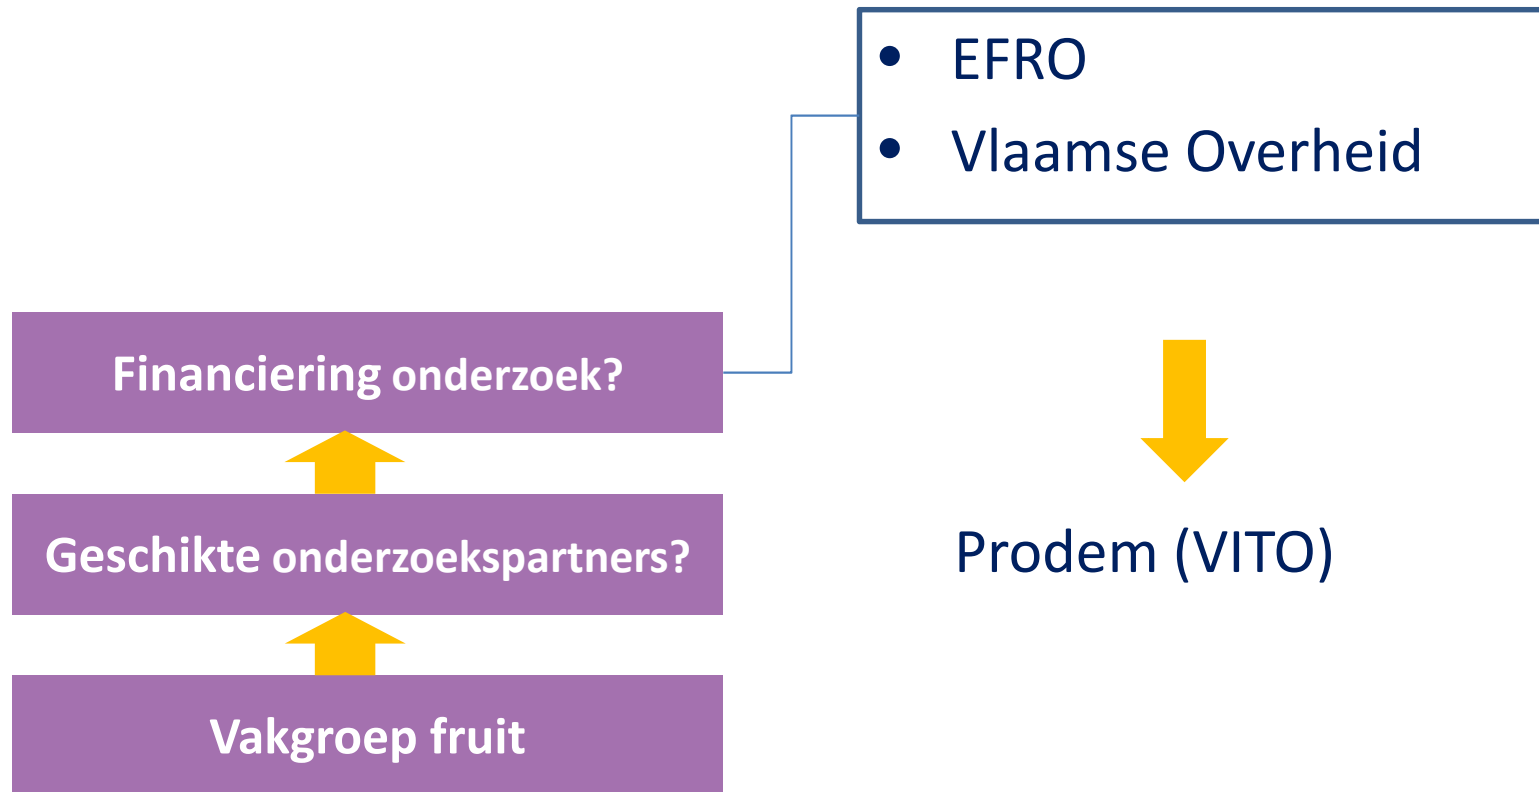 • EFRO
• Vlaamse Overheid
Financiering onderzoek?
Geschikte onderzoekspartners?
Prodem (VITO)
Vakgroep fruit